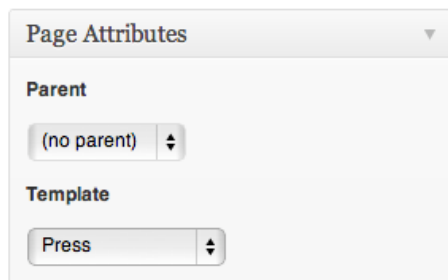 Page Attributes
Parent
(no parent)
Template
Press